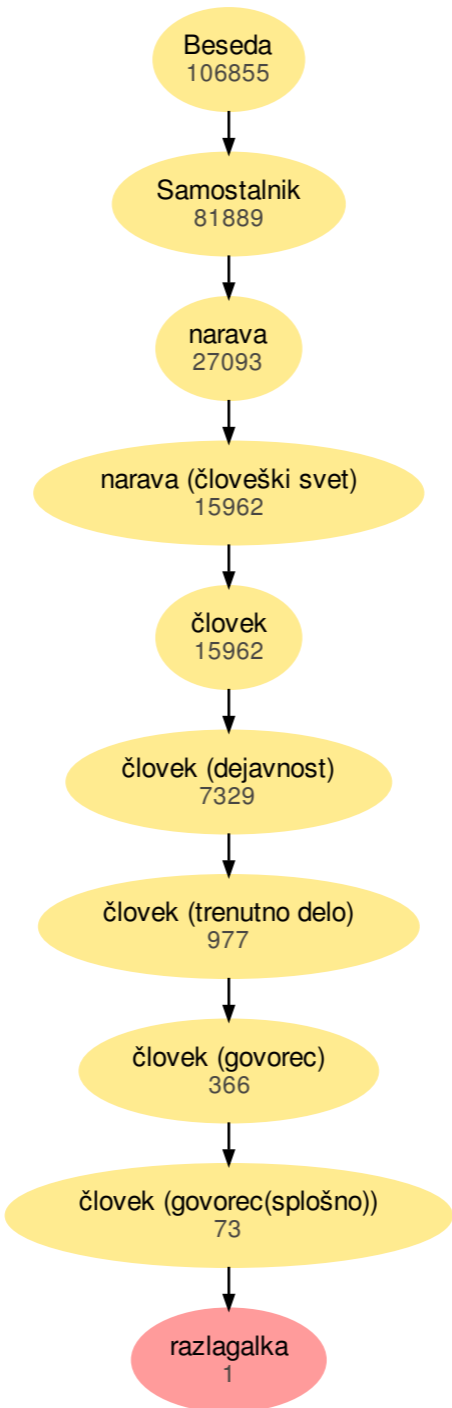 Beseda
106855
Samostalnik
81889
narava
27093
narava (človeški svet)
15962
človek
15962
človek (dejavnost)
7329
človek (trenutno delo)
977
človek (govorec)
366
človek (govorec(splošno))
73
razlagalka
1